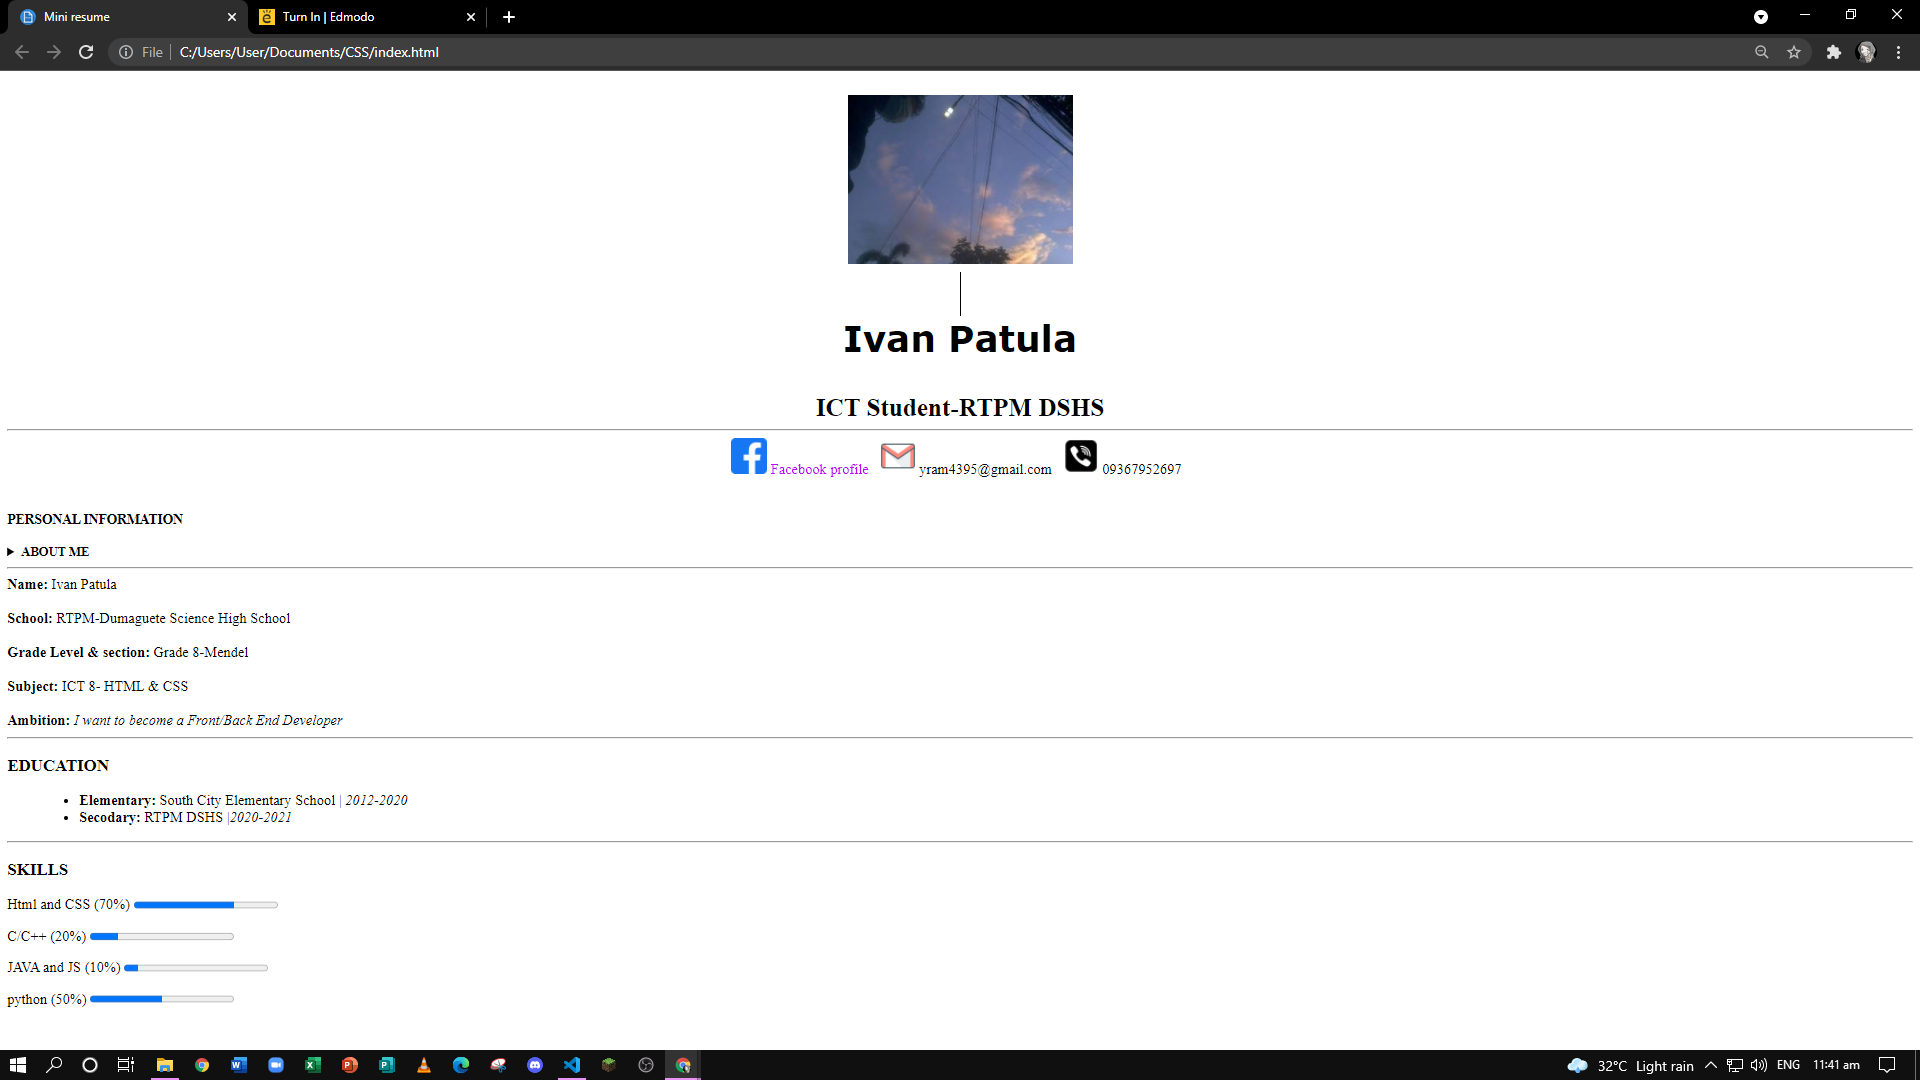 Mini resume
Turn In | Edmodo
File
C:/Users/User/Documents/CSS/index.html
Ivan Patula
ICT Student-RTPM DSHS
Facebook profile yram4395@gmail.com 09367952697
PERSONAL INFORMATION
ABOUT ME
Name: Ivan Patula
School: RTPM-Dumaguete Science High School
Grade Level & section: Grade 8-Mendel
Subject: ICT 8- HTML & CSS
Ambition: I want to become a Front/Back End Developer
EDUCATION
Elementary: South City Elementary School | 2012-2020
Secodary: RTPM DSHS |2020-2021
SKILLS
Html and CSS (70%)
C/C++ (20%)
JAVA and JS (10%)
python (50%)
32°C Light rain ENG 11:41 am